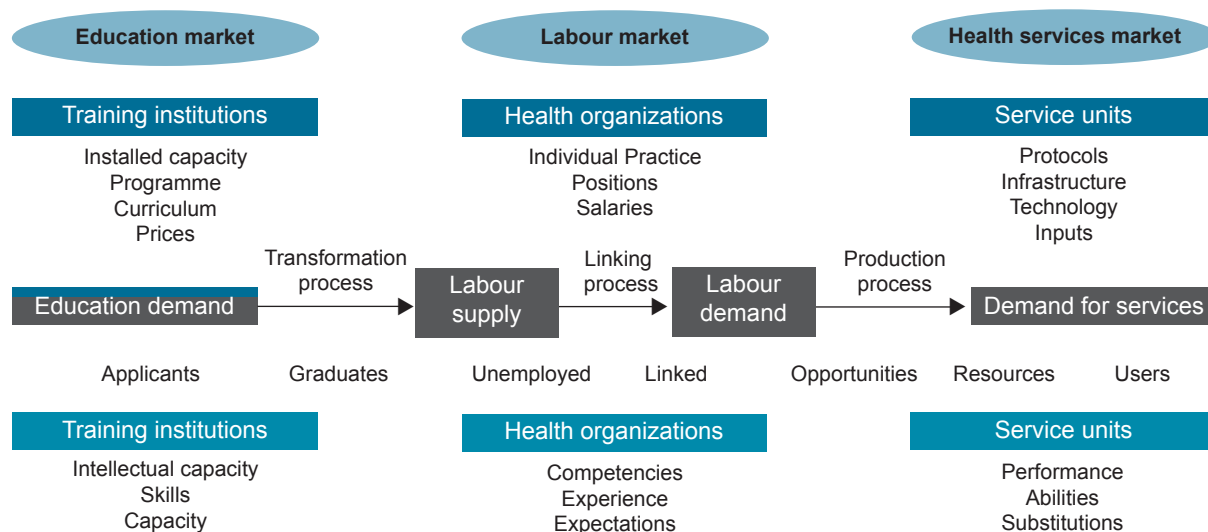 Education market
Labour market
Health services market
Training institutions
Health organizations
Service units
Installed capacity
Programme
Curriculum
Prices
Individual Practice
Positions
Salaries
Protocols
Infrastructure
Technology
Inputs
Transformation
process
Linking
process
Production
process
Education demand
Labour
supply
Labour
demand
Demand for services
Applicants
Graduates
Unemployed
Linked
Opportunities
Resources
Users
Training institutions
Health organizations
Service units
Intellectual capacity
Skills
Capacity
Competencies
Experience
Expectations
Performance
Abilities
Substitutions